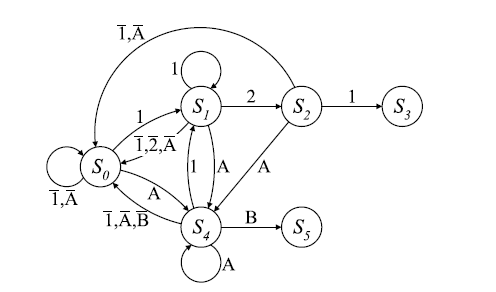 1̅,A̅
1
S₁
2
S₂
1
S₃
1
1̅,2̅,A̅
S₀
1
A
A
1̅,A̅
A
1̅,A̅,B̅
S₄
B
S₅
A